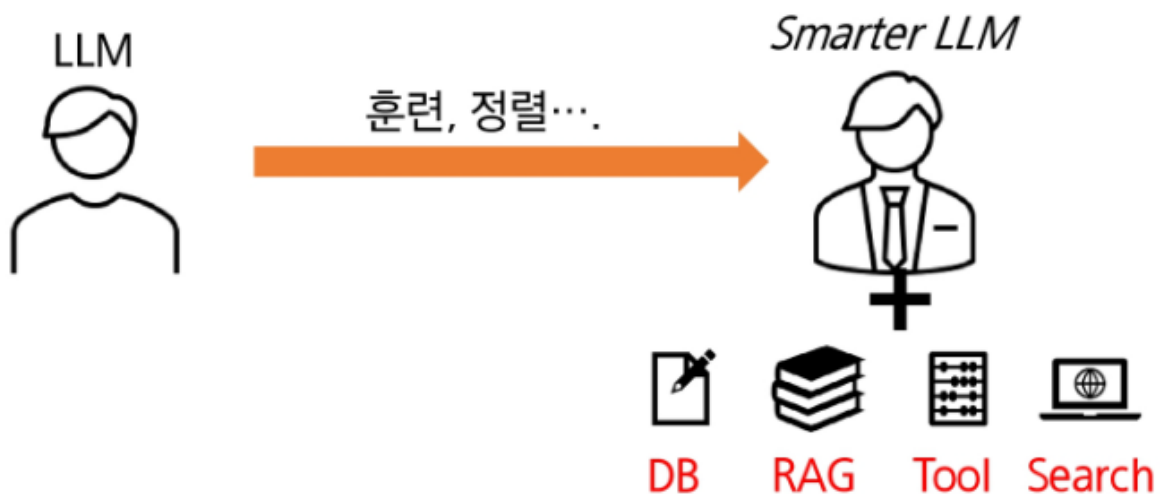 LLM
Smarter LLM
훈련, 정렬….
DB
RAG
Tool
Search